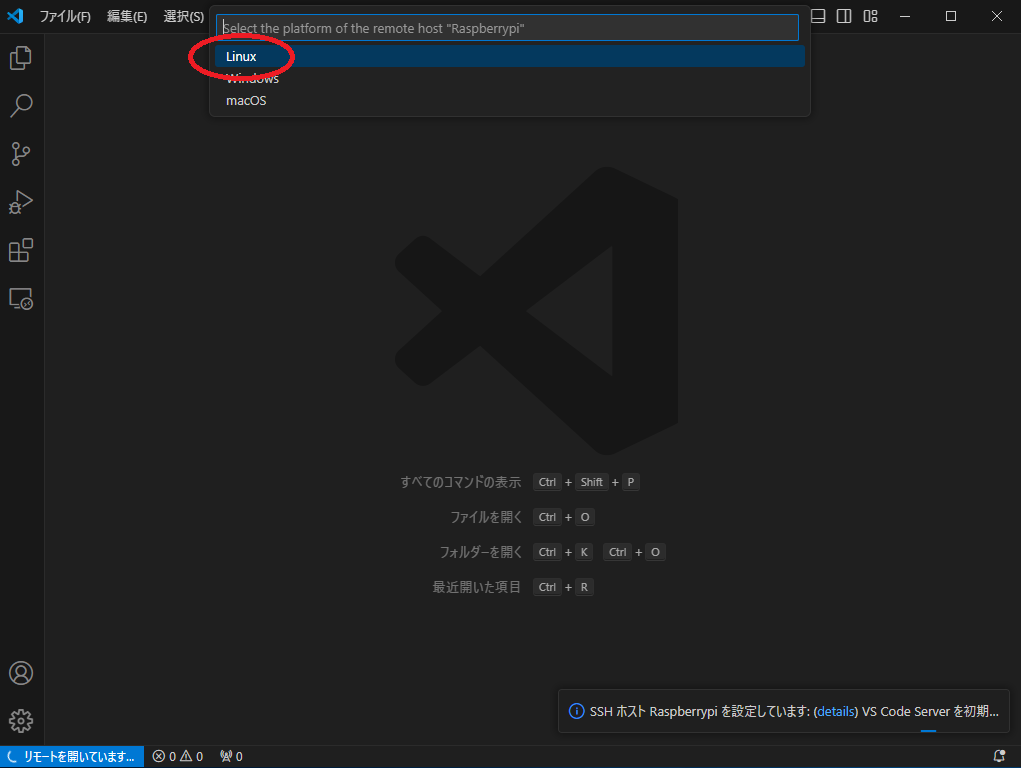 ファイル(F) 編集(E) 選択(S)
Select the platform of the remote host "Raspberrypi"
Linux
Windows
macOS
すべてのコマンドの表示 Ctrl + Shift + P
ファイルを開く Ctrl + O
フォルダーを開く Ctrl + K Ctrl + O
最近開いた項目 Ctrl + R
SSH ホスト Raspberrypi を設定しています: (details) VS Code Server を初期...
リモートを開いています... 0 0 0